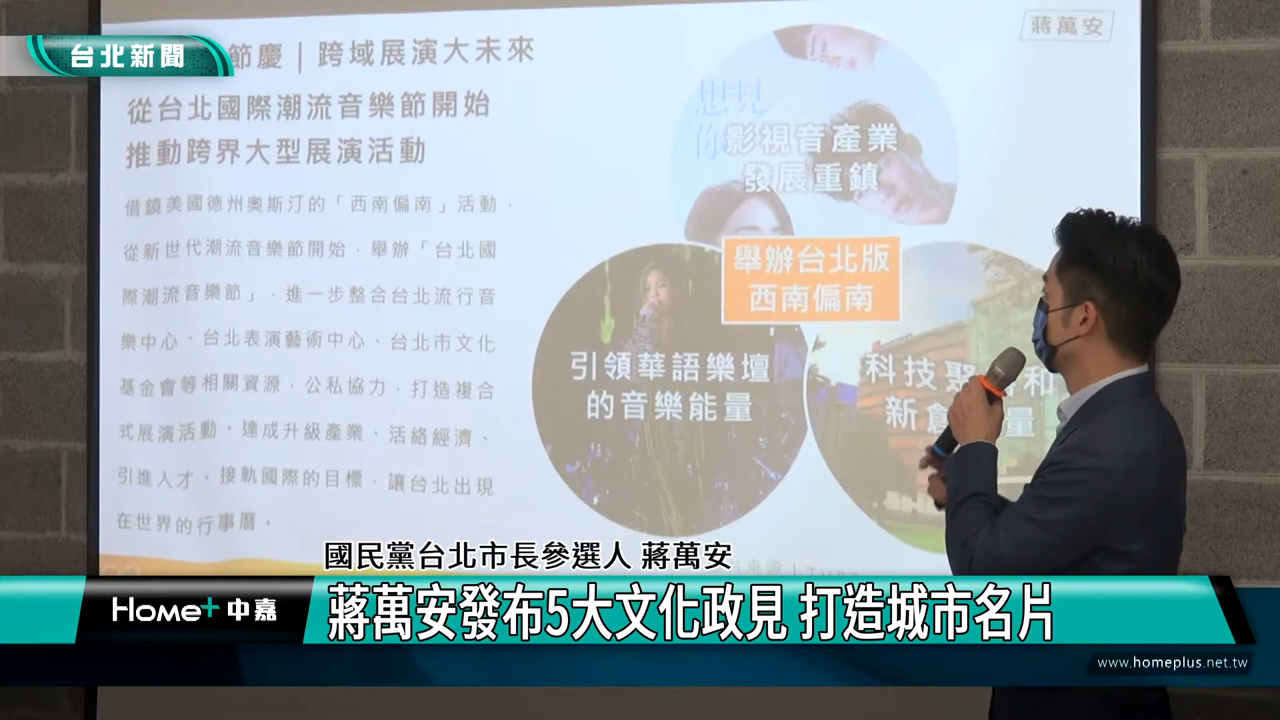 台北新聞
節慶 | 跨域展演大未來
蔣萬安
從台北國際潮流音樂節開始
推動跨界大型展演活動
借鏡美國德州奧斯汀的「西南偏南」活動，
從新世代潮流音樂節開始，舉辦「台北國
際潮流音樂節」，進一步整合台北流行音
樂中心、台北表演藝術中心、台北市文化
基金會等相關資源，公私協力，打造複合
式展演活動。達成升級產業、活絡經濟、
引進人才、接軌國際的目標，讓台北出現
在世界的行事曆。
想見
你
影視音產業
發展重鎮
舉辦台北版
西南偏南
引領華語樂壇
的音樂能量
科技聚 和
新創 量
國民黨台北市長參選人 蔣萬安
Home+ 中嘉
蔣萬安發布5大文化政見 打造城市名片
www.homeplus.net.tw